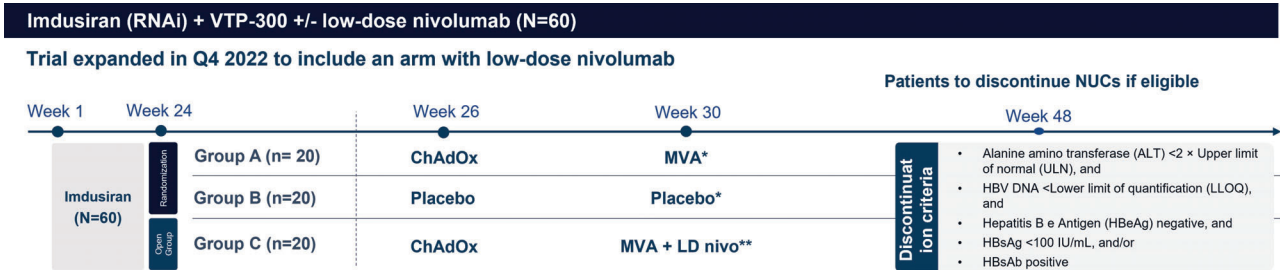 Imdusiran (RNAi) + VTP-300 +/- low-dose nivolumab (N=60)
Trial expanded in Q4 2022 to include an arm with low-dose nivolumab
Patients to discontinue NUCs if eligible
Week 1
Week 24
Week 26
Week 30
Week 48
Imdusiran
(N=60)
Randomization
Open
Group
Group A (n= 20)
ChAdOx
MVA*
Group B (n=20)
Placebo
Placebo*
Group C (n=20)
ChAdOx
MVA + LD nivo**
Discontinuat
ion criteria
• Alanine amino transferase (ALT) <2 × Upper limit
of normal (ULN), and
• HBV DNA <Lower limit of quantification (LLOQ),
and
• Hepatitis B e Antigen (HBeAg) negative, and
• HBsAg <100 IU/mL, and/or
• HBsAb positive